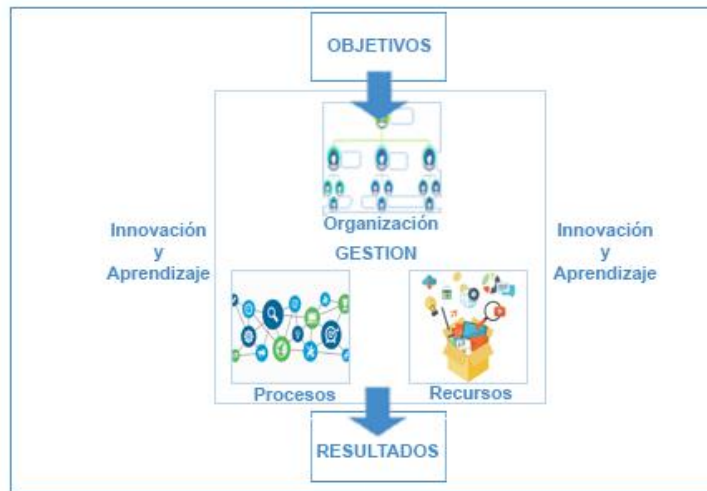 OBJETIVOS
Organización
Innovación
y
Aprendizaje
GESTION
Innovación
y
Aprendizaje
Procesos
Recursos
RESULTADOS